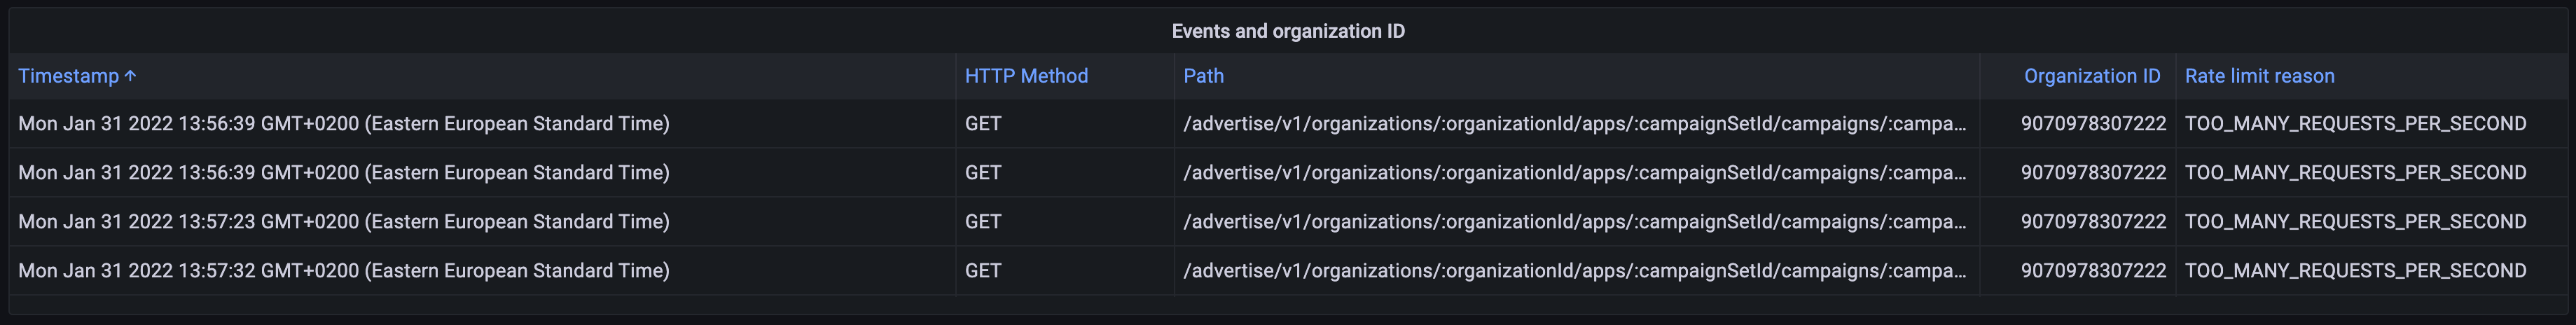 Events and organization ID
Timestamp ↑ HTTP Method Path Organization ID Rate limit reason
Mon Jan 31 2022 13:56:39 GMT+0200 (Eastern European Standard Time) GET /advertise/v1/organizations/:organizationId/apps/:campaignSetId/campaigns/:campa... 9070978307222 TOO_MANY_REQUESTS_PER_SECOND
Mon Jan 31 2022 13:56:39 GMT+0200 (Eastern European Standard Time) GET /advertise/v1/organizations/:organizationId/apps/:campaignSetId/campaigns/:campa... 9070978307222 TOO_MANY_REQUESTS_PER_SECOND
Mon Jan 31 2022 13:57:23 GMT+0200 (Eastern European Standard Time) GET /advertise/v1/organizations/:organizationId/apps/:campaignSetId/campaigns/:campa... 9070978307222 TOO_MANY_REQUESTS_PER_SECOND
Mon Jan 31 2022 13:57:32 GMT+0200 (Eastern European Standard Time) GET /advertise/v1/organizations/:organizationId/apps/:campaignSetId/campaigns/:campa... 9070978307222 TOO_MANY_REQUESTS_PER_SECOND